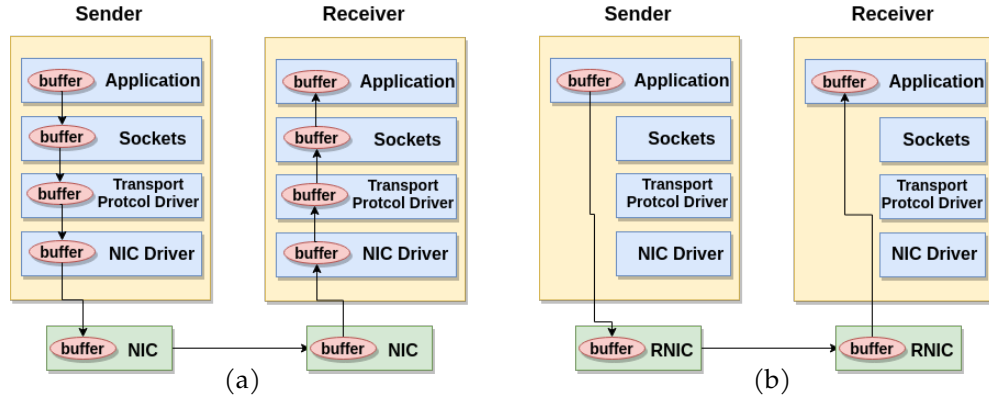 Sender
Receiver
buffer Application
buffer Sockets
buffer Transport
Protcol Driver
buffer NIC Driver
buffer NIC
buffer Application
buffer Sockets
buffer Transport
Protcol Driver
buffer NIC Driver
buffer NIC
(a)
Sender
Receiver
buffer Application
Sockets
Transport
Protcol Driver
NIC Driver
buffer RNIC
buffer Application
Sockets
Transport
Protcol Driver
NIC Driver
buffer RNIC
(b)